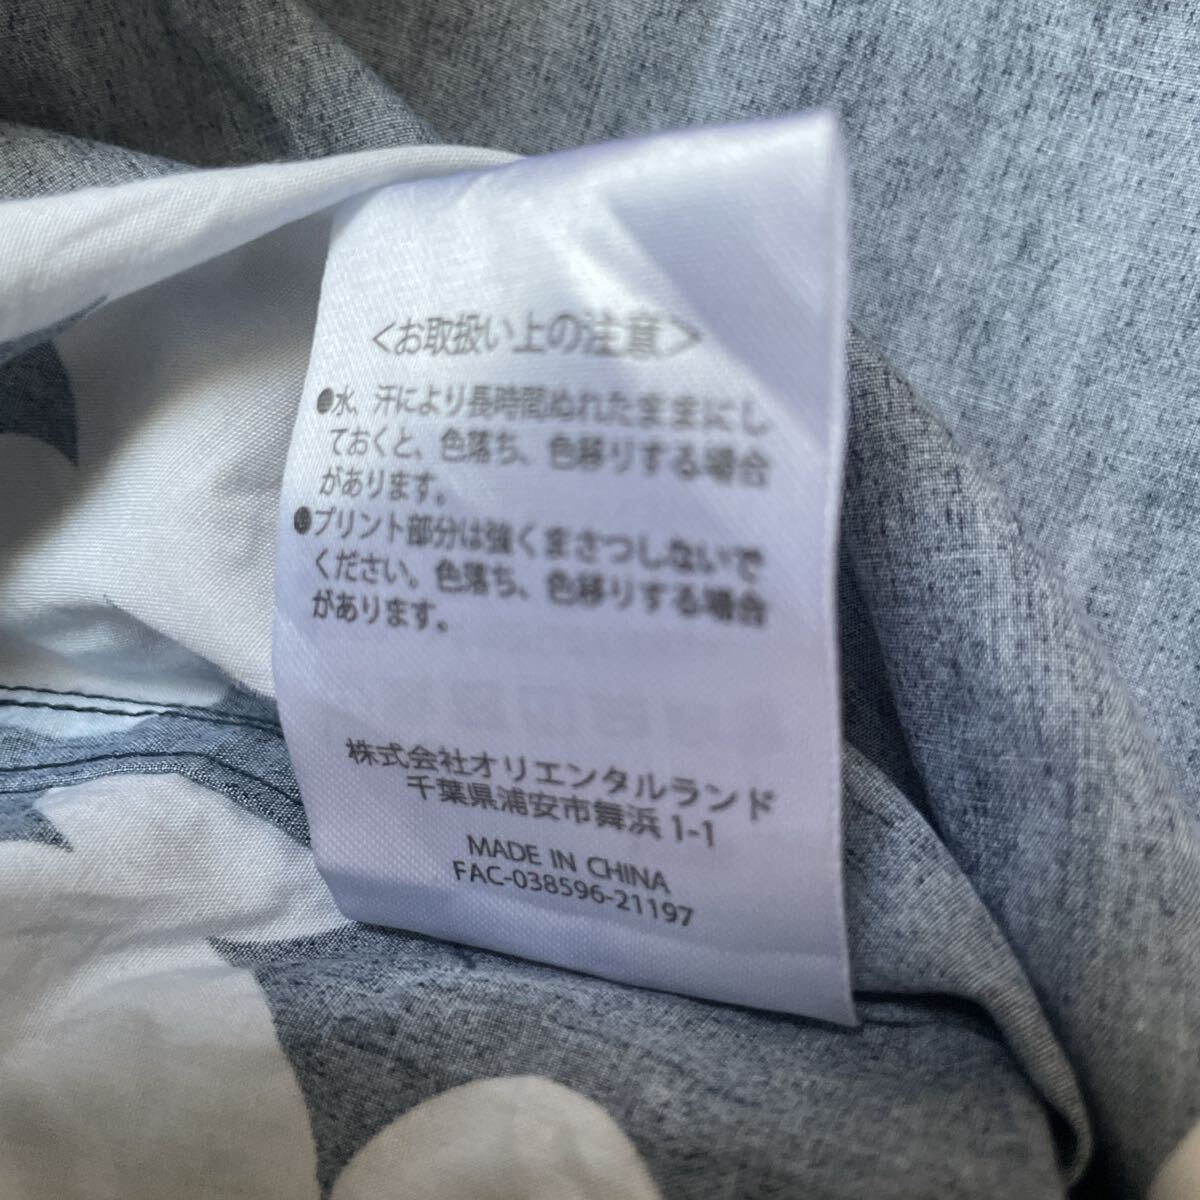 <お取扱い上の注意>
●水、汗により長時間ぬれたままにし
ておくと、色落ち、色移りする場合
があります。
●プリント部分は強くまさつしないで
ください。色落ち、色移りする場合
があります。
株式会社オリエンタルランド
千葉県浦安市舞浜1-1
MADE IN CHINA
FAC-038596-21197